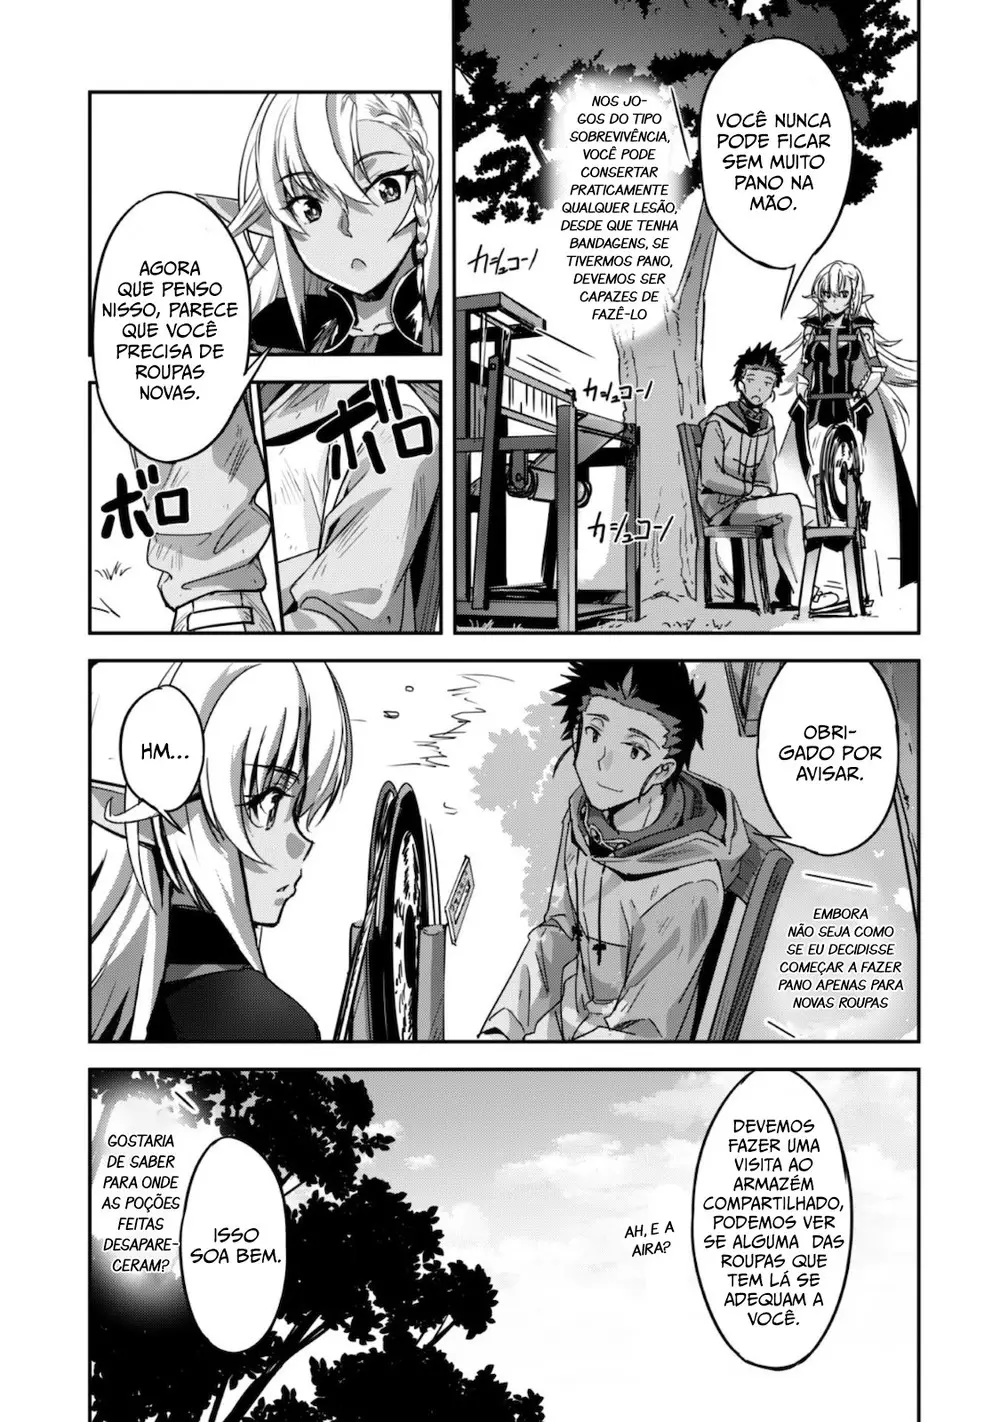 VOCÊ NUNCA
PODE FICAR
SEM MUITO
PANO NA
MÃO.
NOS JO-
GOS DO TIPO
SOBREVIVÊNCIA,
VOCÊ PODE
CONSERTAR
PRATICAMENTE
QUALQUER LESÃO,
DESDE QUE TENHA
BANDAGENS, SE
TIVERMOS PANO,
DEVEMOS SER
CAPAZES DE
FAZÊ-LO
カシュコーン
カシュコーン
カシュコーン
AGORA
QUE PENSO
NISSO, PARECE
QUE VOCÊ
PRECISA DE
ROUPAS
NOVAS.
ボロ
ボロ
OBRI-
GADO POR
AVISAR.
EMBORA
NÃO SEJA COMO
SE EU DECIDISSE
COMEÇAR A FAZER
PANO APENAS PARA
NOVAS ROUPAS
HM...
DEVEMOS
FAZER UMA
VISITA AO
ARMAZÉM
COMPARTILHADO,
PODEMOS VER
SE ALGUMA DAS
ROUPAS QUE
TEM LÁ SE
ADEQUAM A
VOCÊ.
AH, E A
AIRA?
ISSO
SOA BEM.
GOSTARIA
DE SABER
PARA ONDE
AS POÇÕES
FEITAS
DESAPARE-
CERAM?